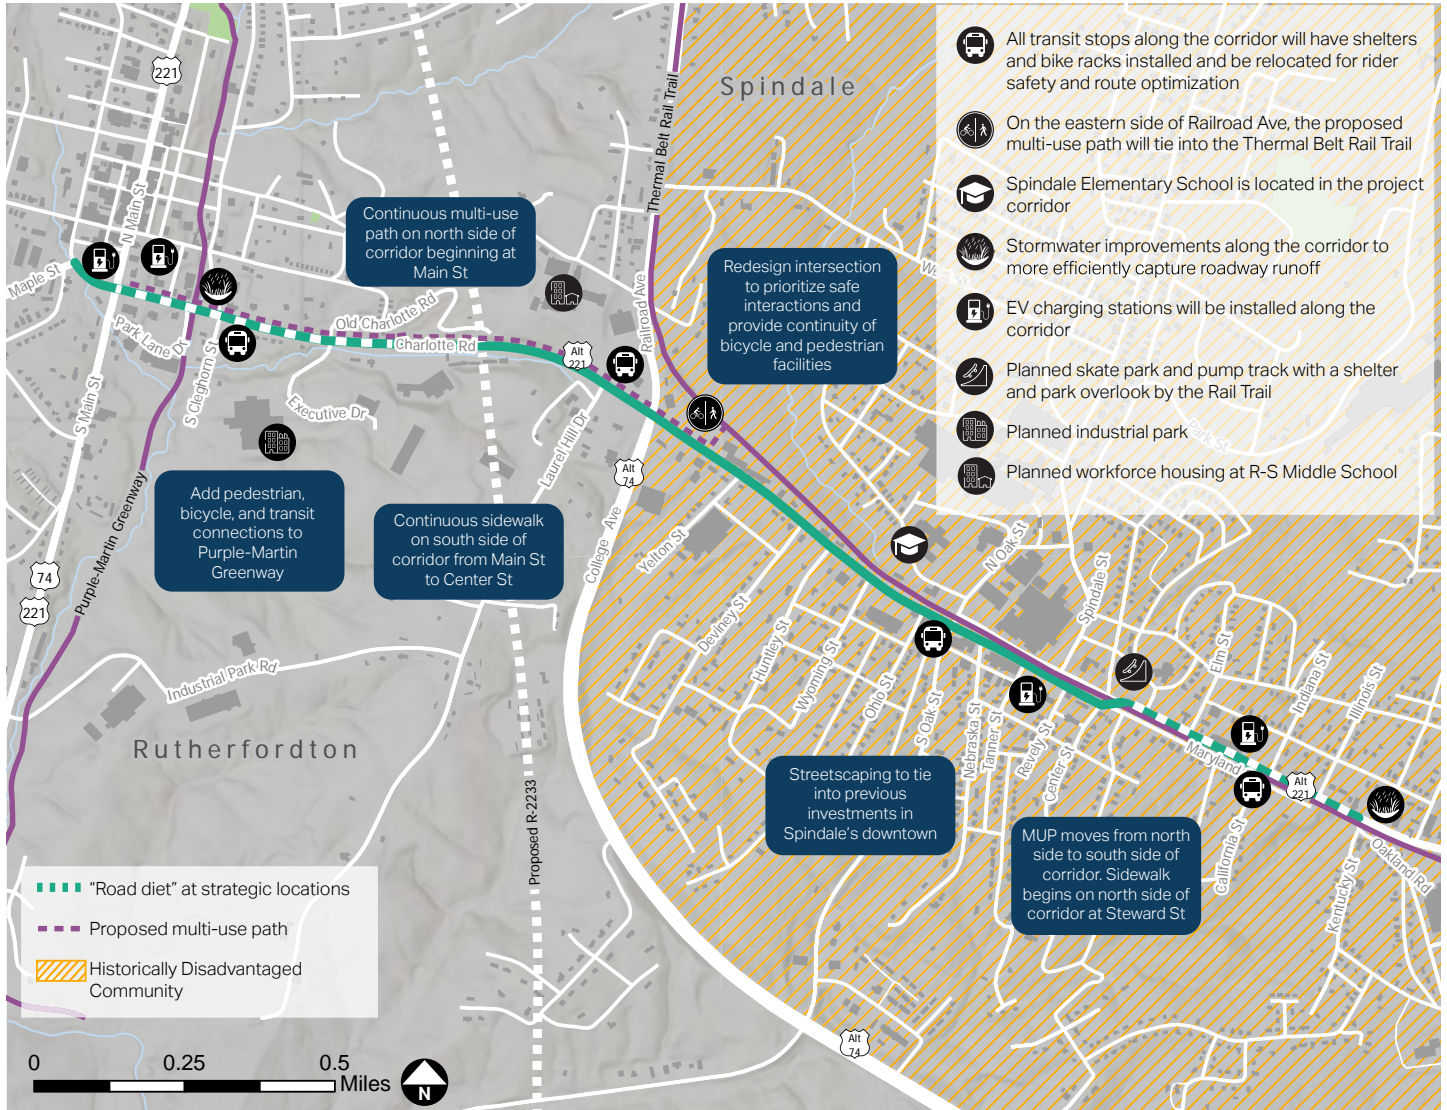 Spindale
221
Thermal Belt Rail Trail
N Main St
Maple St
Park Lane Dr
S Cleghorn St
S Main St
Old Charlotte Rd
Charlotte Rd
Executive Dr
Alt
221
Railroad Ave
Laurel Hill Dr
Alt
74
College Ave
Yelton St
Purple-Martin Greenway
74
221
Industrial Park Rd
Rutherfordton
Proposed R-2233
Deviney St
Huntley St
Wyoming St
Ohio St
S Oak St
N Oak St
Nebraska St
Tanner St
Revely St
Center St
Spindale St
Elm St
Indiana St
Illinois St
Maryland
Alt
221
California St
Kentucky St
Oakland Rd
Park St
Alt
74
Continuous multi-use
path on north side of
corridor beginning at
Main St
Redesign intersection
to prioritize safe
interactions and
provide continuity of
bicycle and pedestrian
facilities
Add pedestrian,
bicycle, and transit
connections to
Purple-Martin
Greenway
Continuous sidewalk
on south side of
corridor from Main St
to Center St
Streetscaping to tie
into previous
investments in
Spindale's downtown
MUP moves from north
side to south side of
corridor. Sidewalk
begins on north side of
corridor at Steward St
All transit stops along the corridor will have shelters
and bike racks installed and be relocated for rider
safety and route optimization
On the eastern side of Railroad Ave, the proposed
multi-use path will tie into the Thermal Belt Rail Trail
Spindale Elementary School is located in the project
corridor
Stormwater improvements along the corridor to
more efficiently capture roadway runoff
EV charging stations will be installed along the
corridor
Planned skate park and pump track with a shelter
and park overlook by the Rail Trail
Planned industrial park
Planned workforce housing at R-S Middle School
"Road diet" at strategic locations
Proposed multi-use path
Historically Disadvantaged
Community
0 0.25 0.5
Miles
N